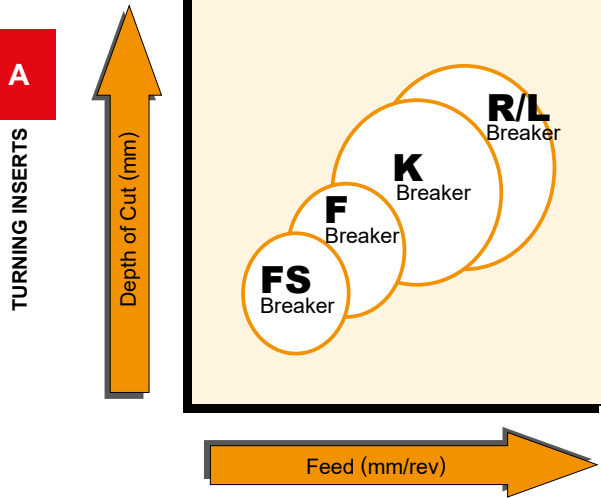 A
TURNING INSERTS
Depth of Cut (mm)
R/L
Breaker
K
Breaker
F
Breaker
FS
Breaker
Feed (mm/rev)